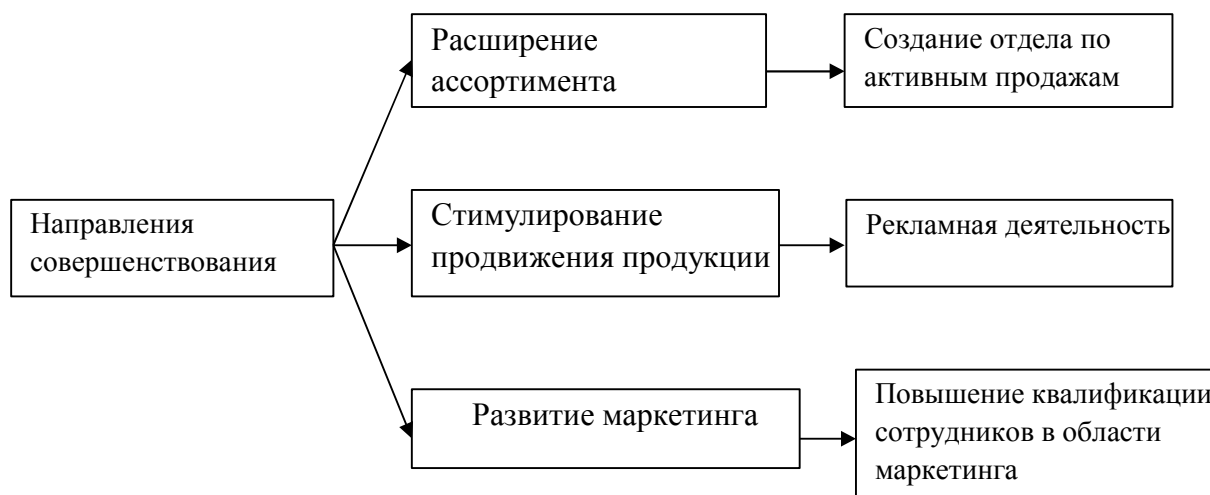 Расширение
ассортимента
Создание отдела по
активным продажам
Направления
совершенствования
Стимулирование
продвижения продукции
Рекламная деятельность
Развитие маркетинга
Повышение квалификации
сотрудников в области
маркетинга